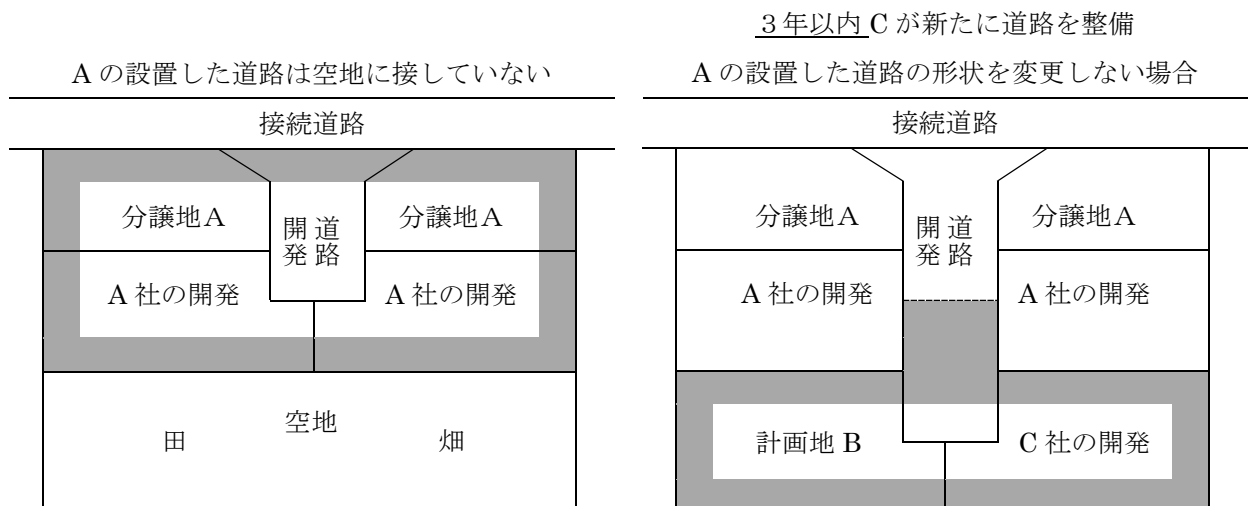 Aの設置した道路は空地に接していない
接続道路
分譲地A
分譲地A
開発道路
A社の開発
A社の開発
空地
田
畑
３年以内Cが新たに道路を整備
Aの設置した道路の形状を変更しない場合
接続道路
分譲地A
分譲地A
開発道路
A社の開発
A社の開発
計画地B
C社の開発